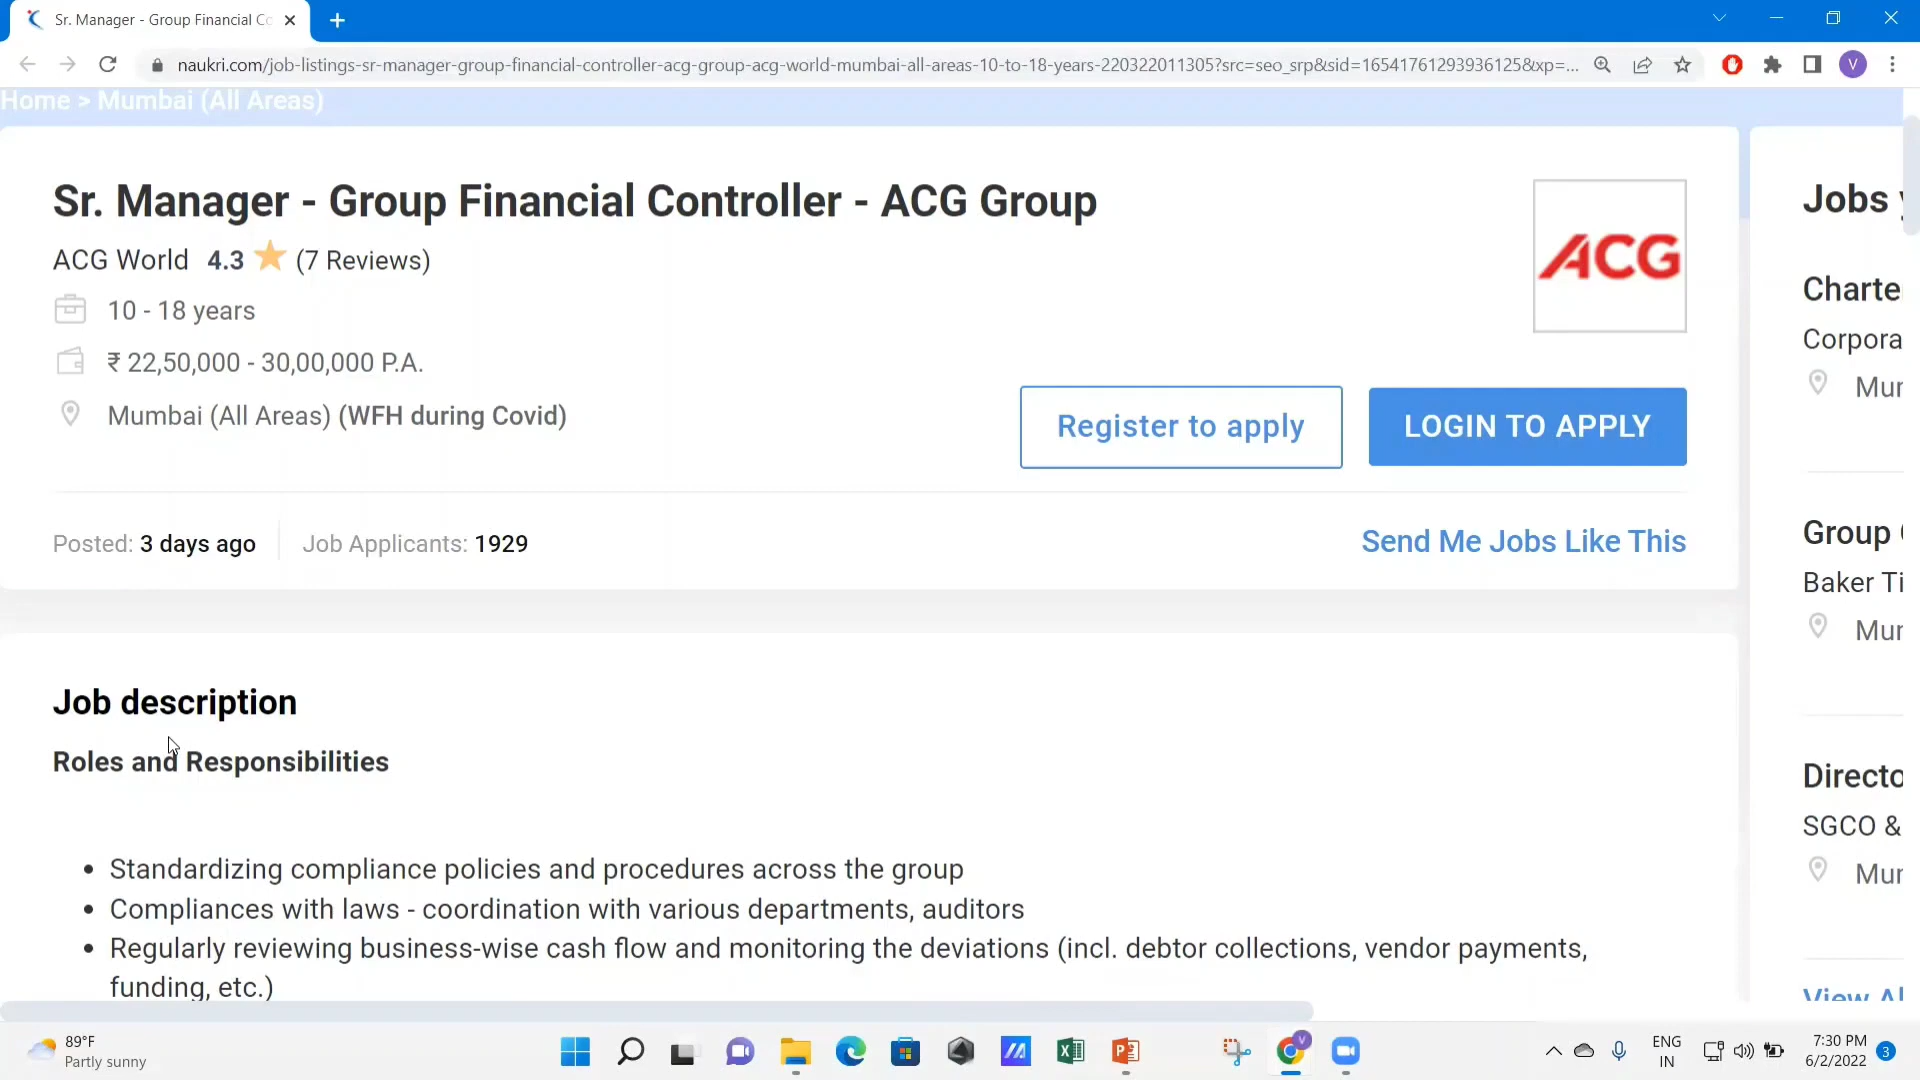 Sr. Manager - Group Financial Co
naukri.com/job-listings-sr-manager-group-financial-controller-acg-group-acg-world-mumbai-all-areas-10-to-18-years-220322011305?src=seo_srp&sid=16541761293936125&xp=...
V
Home > Mumbai (All Areas)
Sr. Manager - Group Financial Controller - ACG Group
ACG World 4.3 (7 Reviews)
10 - 18 years
₹ 22,50,000 - 30,00,000 P.A.
Mumbai (All Areas) (WFH during Covid)
ACG
Register to apply
LOGIN TO APPLY
Posted: 3 days ago
Job Applicants: 1929
Send Me Jobs Like This
Job description
Roles and Responsibilities
• Standardizing compliance policies and procedures across the group
• Compliances with laws - coordination with various departments, auditors
• Regularly reviewing business-wise cash flow and monitoring the deviations (incl. debtor collections, vendor payments,
funding, etc.)
Jobs
Charte
Corpora
Mur
Group
Baker Ti
Mur
Directo
SGCO &
Mur
View Al
89°F
Partly sunny
ENG
IN
7:30 PM
6/2/2022
3